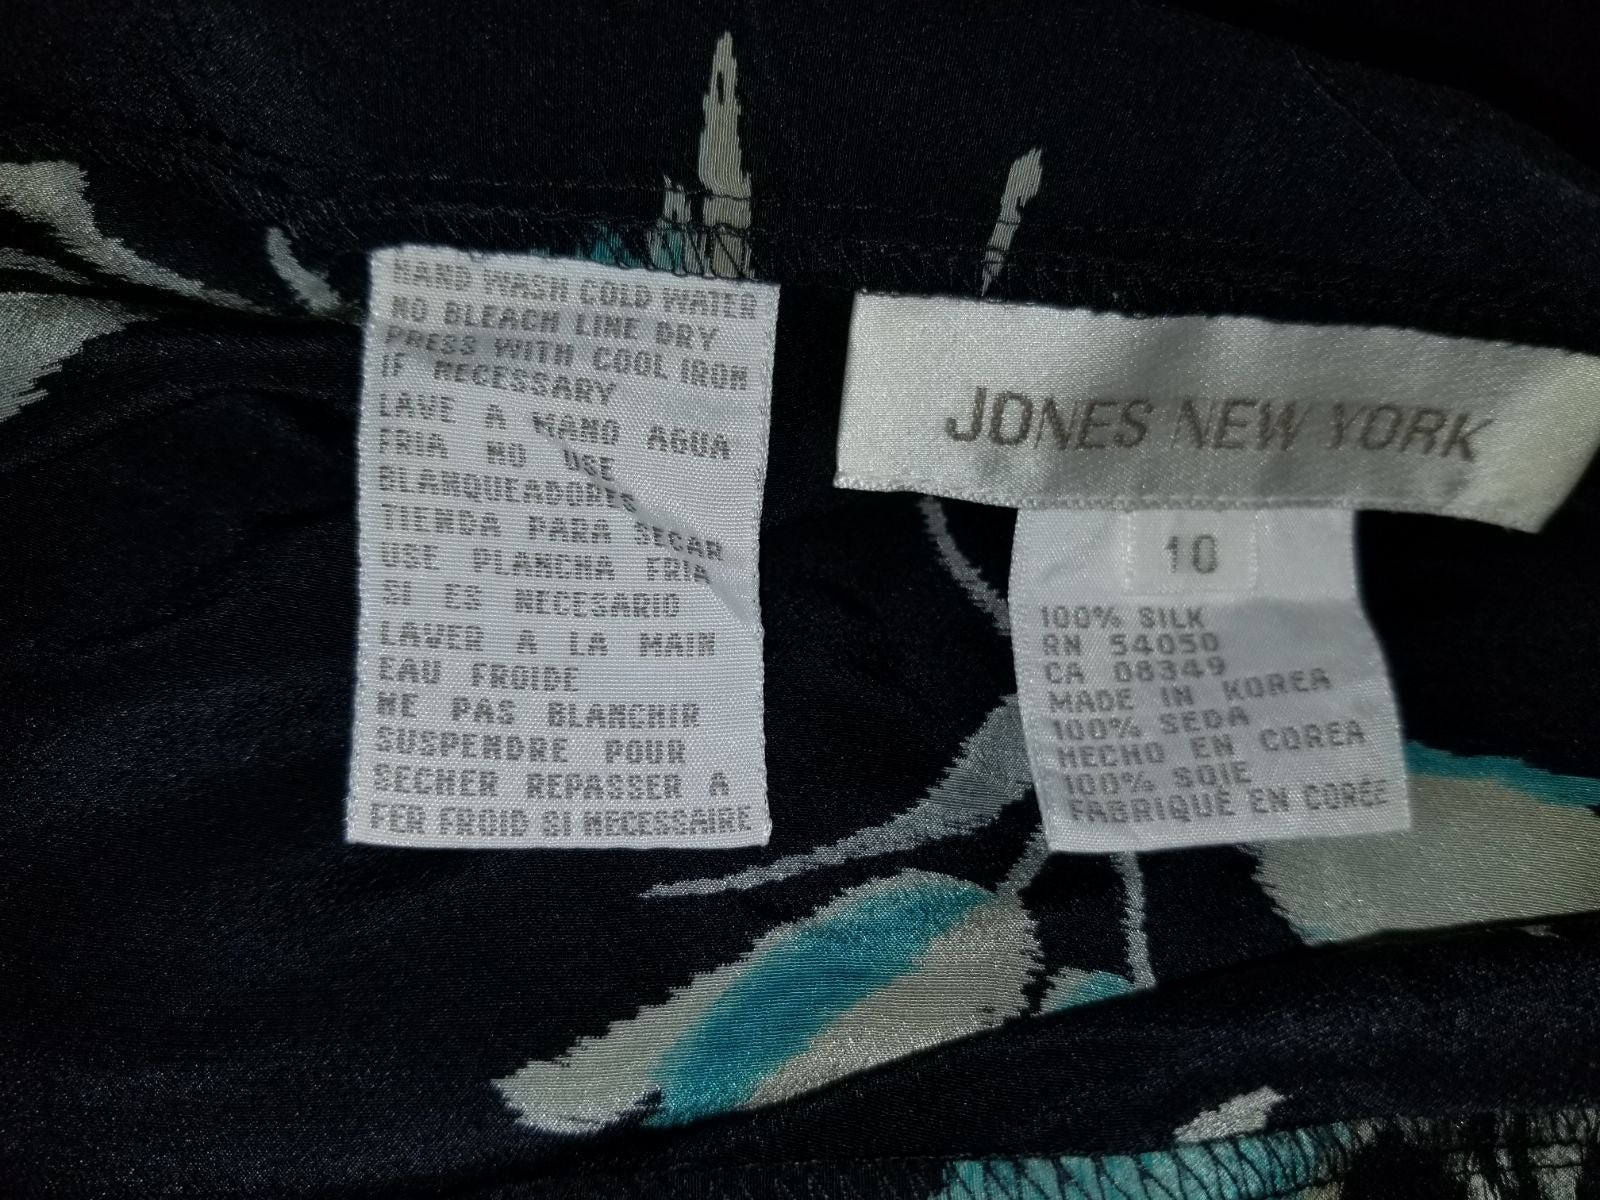 HAND WASH COLD WATER
NO BLEACH LINE DRY
PRESS WITH COOL IRON
IF NECESSARY
LAVE A MANO AGUA
FRIA NO USE
BLANQUEADORES
TIENDA PARA SECAR
USE PLANCHA FRIA
SI ES NECESARIO
LAVER A LA MAIN
EAU FROIDE
NE PAS BLANCHIR
SUSPENDRE POUR
SECHER REPASSER A
FER FROID SI NECESSAIRE
JONES NEW YORK
10
100% SILK
RN 54050
CA 08349
MADE IN KOREA
100% SEDA
HECHO EN COREA
100% SOIE
FABRIQUÉ EN CORÉE